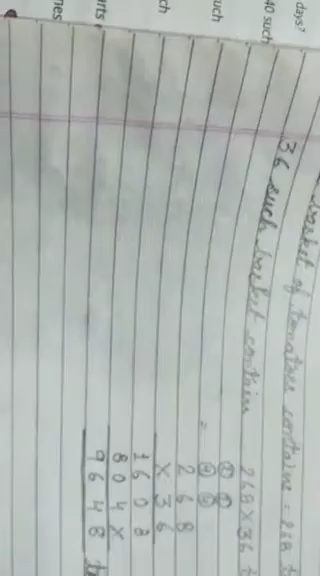 days?
40 such
uch
ch
rts
nes
basket of tomatoes contains = 268
36 such basket contain 268 × 36
=
2 6 8
× 3 6
1 6 0 8
8 0 4 ×
9 6 4 8